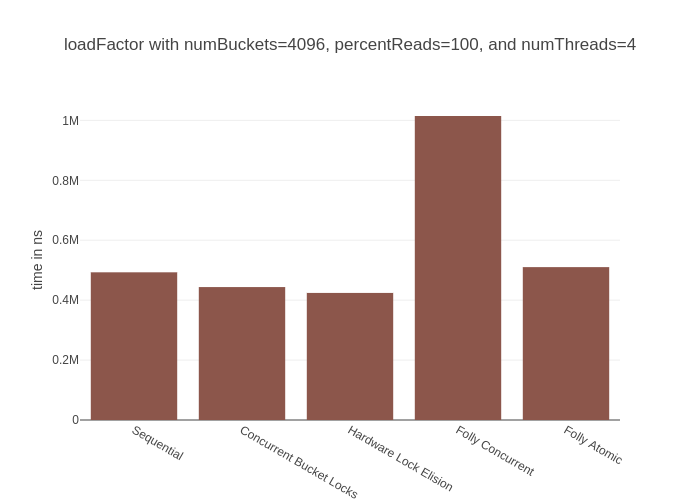 loadFactor with numBuckets=4096, percentReads=100, and numThreads=4
time in ns
1M
0.8M
0.6M
0.4M
0.2M
0
Sequential
Concurrent Bucket Locks
Hardware Lock Elision
Folly Concurrent
Folly Atomic